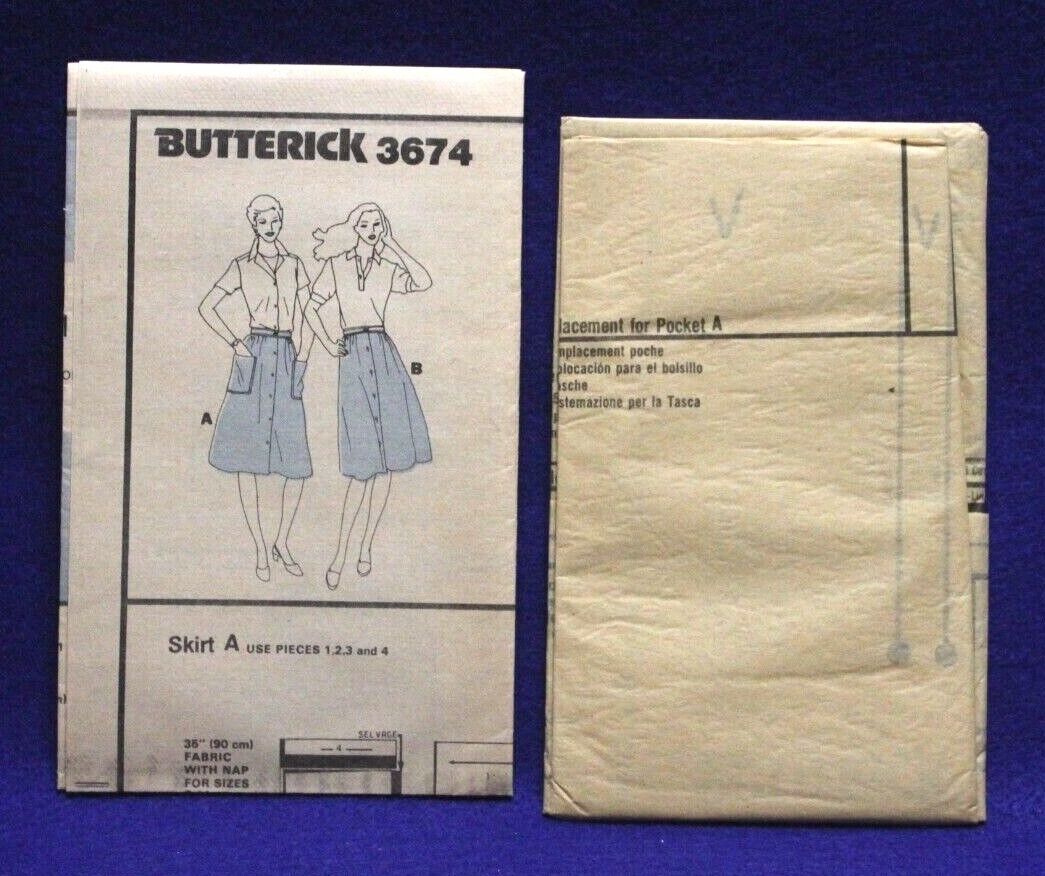 BUTTERICK 3674
A
B
Skirt A USE PIECES 1,2,3 and 4
36" (90 cm)
FABRIC
WITH NAP
FOR SIZES
SELVAGE
4
V
V
lacement for Pocket A
mplacement poche
olocación para el bolsillo
asche
stemazione per la Tasca